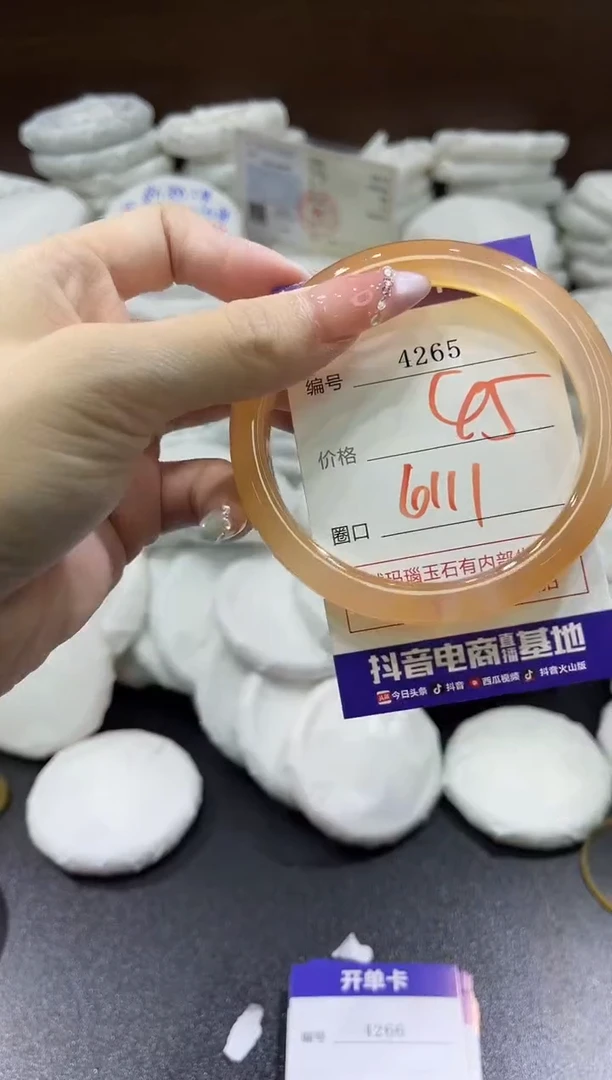 编号 4265
价格
圈口 6111
玛瑙玉石有内部
抖音电商直播基地
今日头条 抖音 西瓜视频 抖音火山版
开单卡
编号 4266